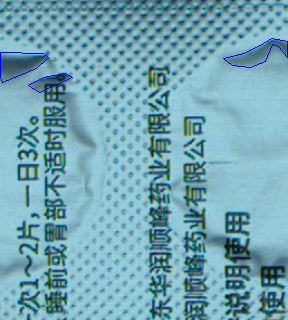 次1～2片，一日3次。
睡前或胃部不适时服用。
东华润顺峰药业有限公司
润顺峰药业有限公司
说明使用
使用